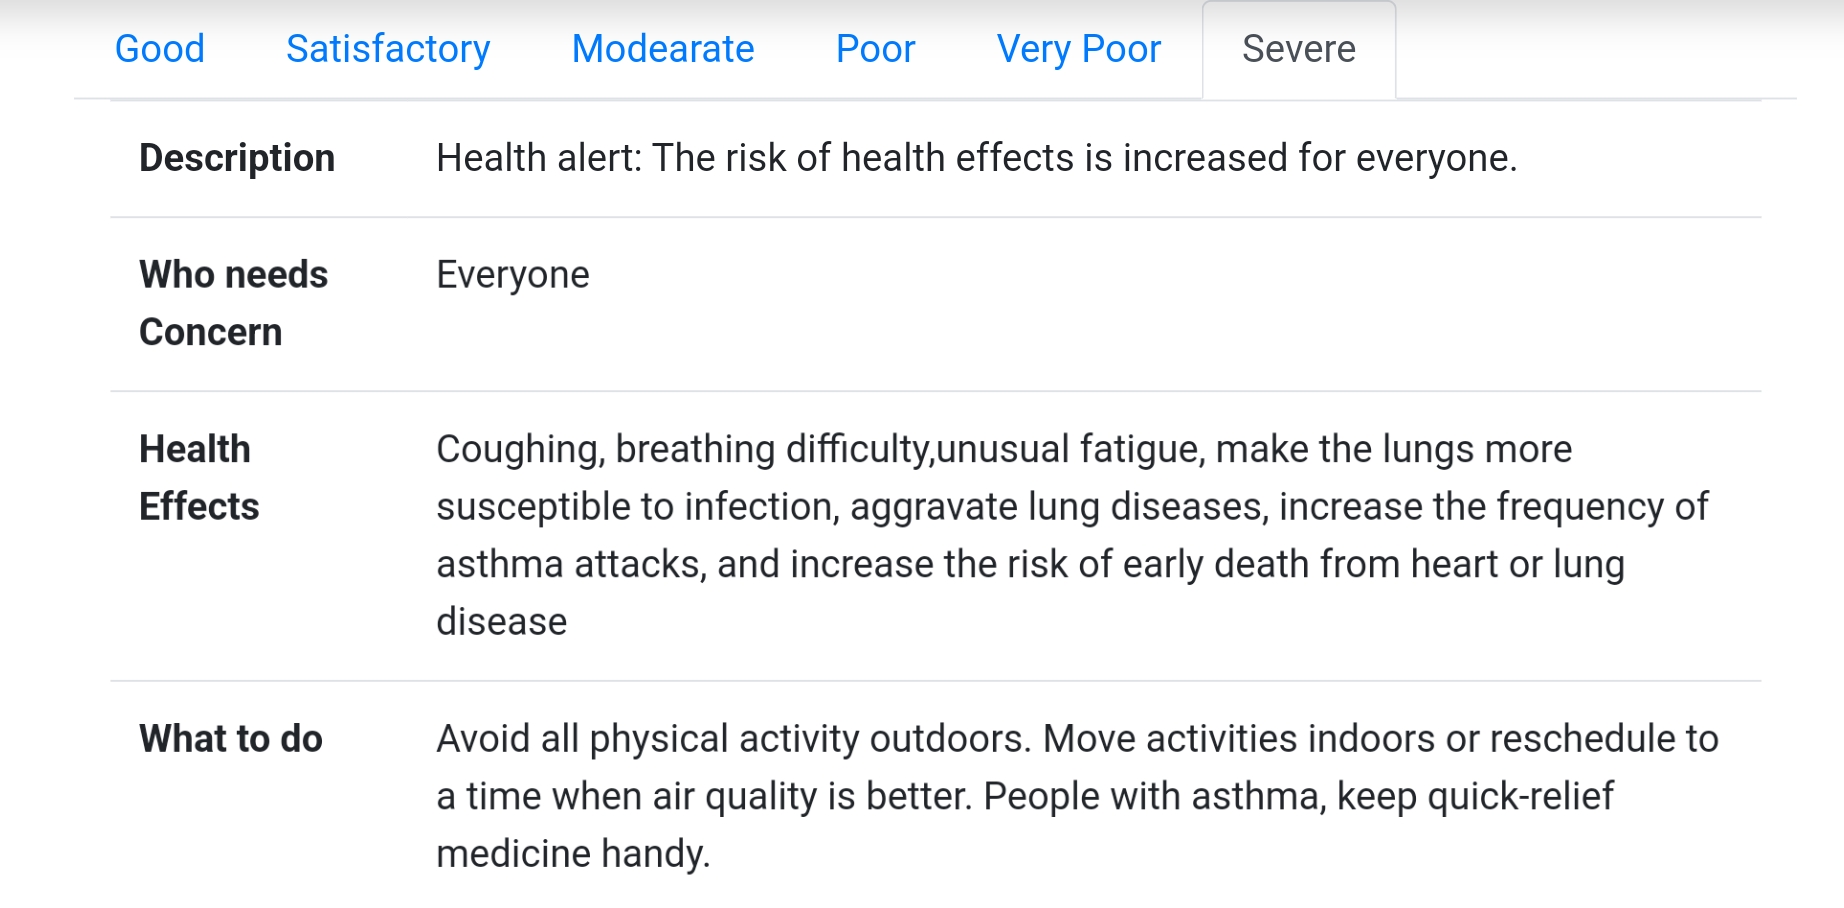 Good Satisfactory Modearate Poor Very Poor Severe
Description Health alert: The risk of health effects is increased for everyone.
Who needs Everyone
Concern
Health Coughing, breathing difficulty,unusual fatigue, make the lungs more
Effects susceptible to infection, aggravate lung diseases, increase the frequency of
asthma attacks, and increase the risk of early death from heart or lung
disease
What to do Avoid all physical activity outdoors. Move activities indoors or reschedule to
a time when air quality is better. People with asthma, keep quick-relief
medicine handy.